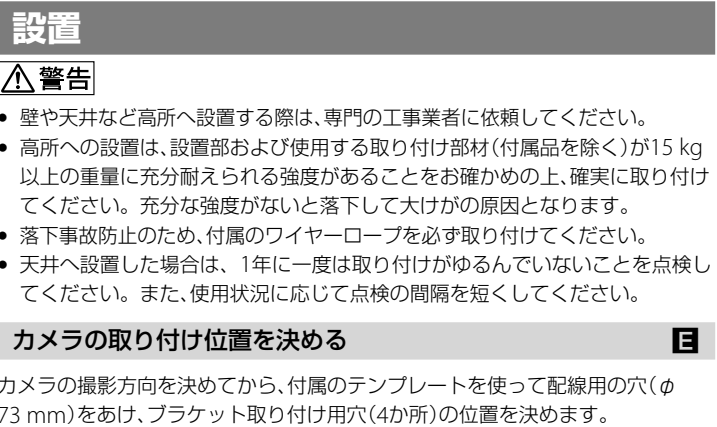 設置
警告
• 壁や天井など高所へ設置する際は、専門の工事業者に依頼してください。
• 高所への設置は、設置部および使用する取り付け部材(付属品を除く)が15 kg
以上の重量に充分耐えられる強度があることをお確かめの上、確実に取り付け
てください。充分な強度がないと落下して大けがの原因となります。
• 落下事故防止のため、付属のワイヤーロープを必ず取り付けてください。
• 天井へ設置した場合は、1年に一度は取り付けがゆるんでいないことを点検し
てください。また、使用状況に応じて点検の間隔を短くしてください。
カメラの取り付け位置を決める E
カメラの撮影方向を決めてから、付属のテンプレートを使って配線用の穴(φ
73 mm)をあけ、ブラケット取り付け用穴(4か所)の位置を決めます。